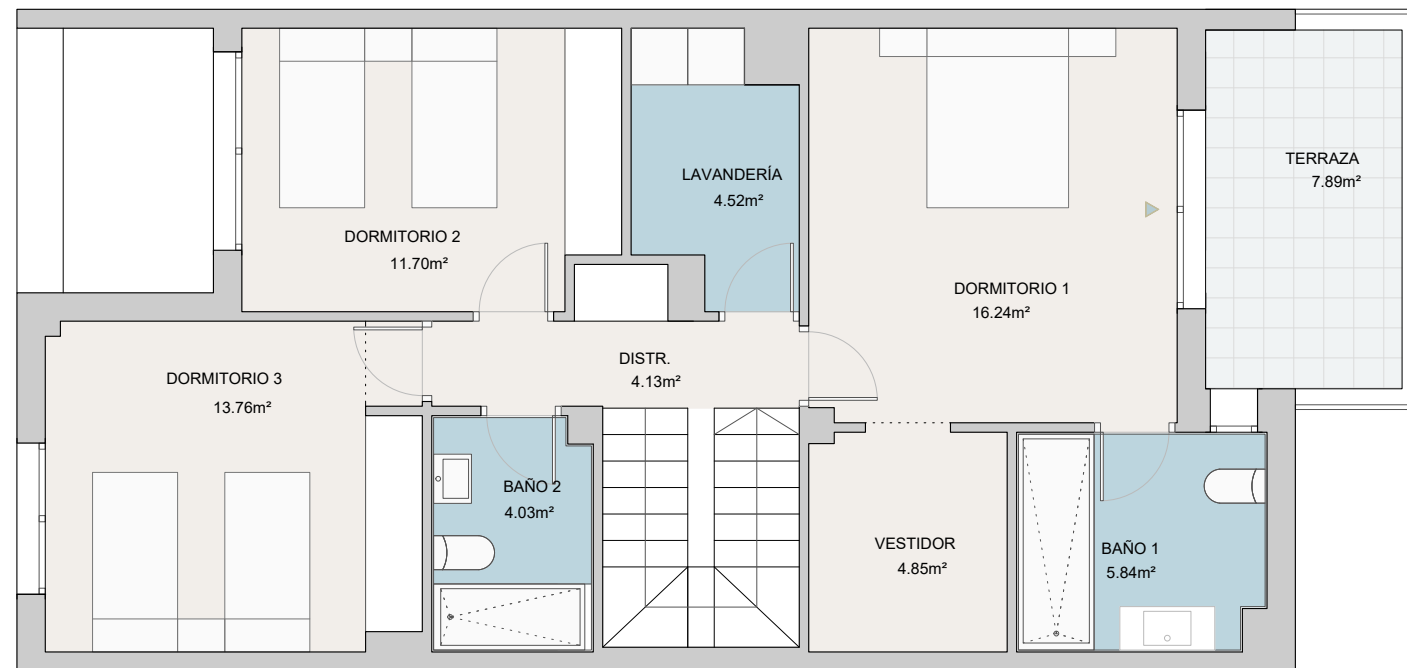 TERRAZA
7.89m²
LAVANDERÍA
4.52m²
DORMITORIO 2
11.70m²
DORMITORIO 1
16.24m²
DISTR.
4.13m²
DORMITORIO 3
13.76m²
BAÑO 2
4.03m²
VESTIDOR
4.85m²
BAÑO 1
5.84m²